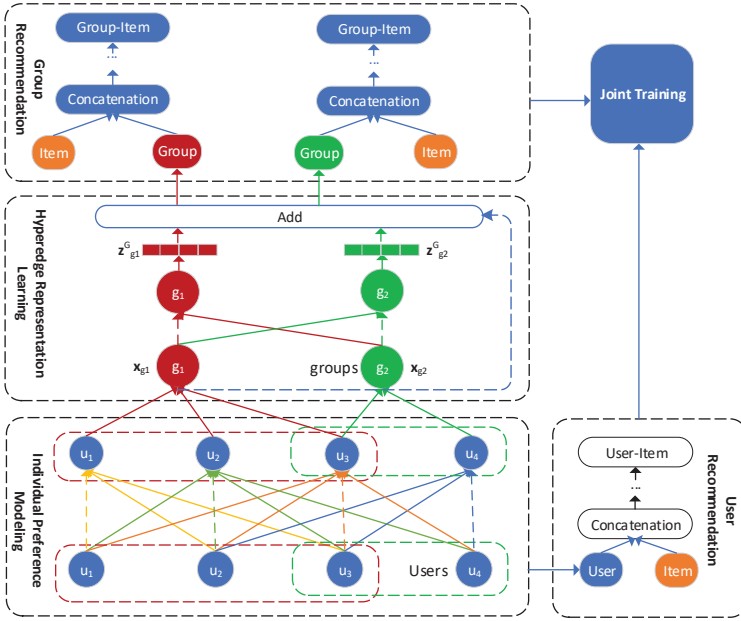 Group
Recommendation
Group-Item
...
Concatenation
Item
Group
Group-Item
...
Concatenation
Group
Item
Joint Training
Hyperedge Representation
Learning
Add
z^G_g1
z^G_g2
g1
g2
x_g1
g1
groups
g2
x_g2
Individual Preference
Modeling
u1
u2
u3
u4
u1
u2
u3
Users
u4
User
Recommendation
User-Item
...
Concatenation
User
Item